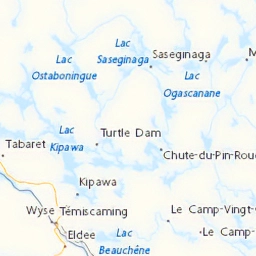 Lac
Saseginaga
Saseginaga
M
Lac
Ostaboningue
Lac
Ogascanane
Lac
Kipawa
Turtle Dam
Tabaret
Chute-du-Pin-Roug
Kipawa
Wyse
Témiscaming
Le Camp-Vingt-
Eldee
Lac
Beauchêne
Le Camp-